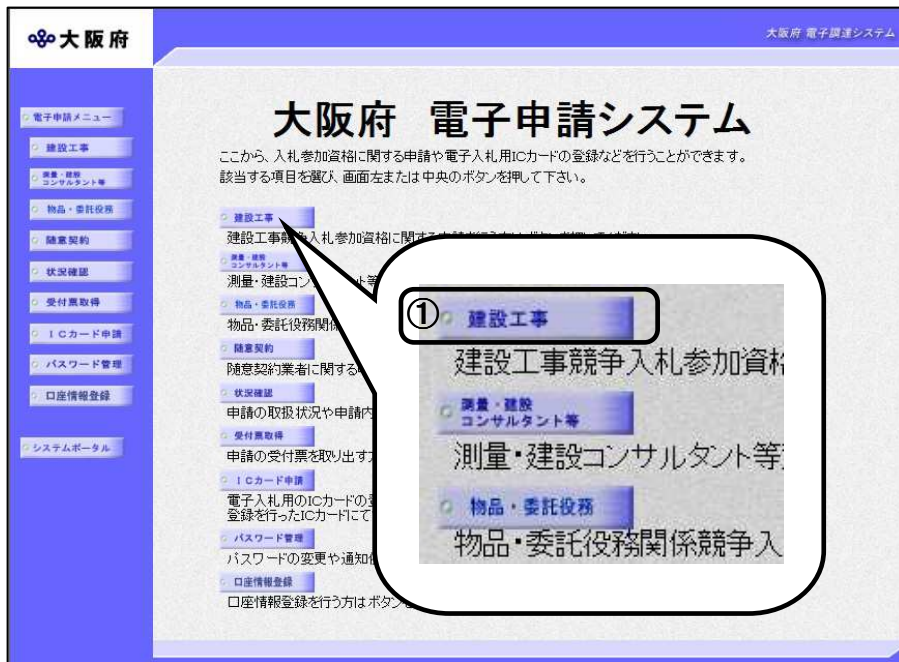 大阪府
大阪府 電子調達システム
電子申請メニュー
建設工事
測量・建設
コンサルタント等
物品・委託役務
随意契約
状況確認
受付票取得
ICカード申請
パスワード管理
口座情報登録
システムポータル
大阪府 電子申請システム
ここから、入札参加資格に関する申請や電子入札用ICカードの登録などを行うことができます。
該当する項目を選び、画面左または中央のボタンを押して下さい。
建設工事
建設工事競争入札参加資格に関する
測量・建設
コンサルタント等
測量・建設コン
物品・委託役務
物品・委託役務関係
随意契約
随意契約業者に関する
状況確認
申請の取扱状況や申請内
受付票取得
申請の受付票を取り出す
ICカード申請
電子入札用のICカードの
登録を行ったICカードにて
パスワード管理
パスワードの変更や通知
口座情報登録
口座情報登録を行う方はボタン
①
建設工事
建設工事競争入札参加資格
測量・建設
コンサルタント等
測量・建設コンサルタント等
物品・委託役務
物品・委託役務関係競争入